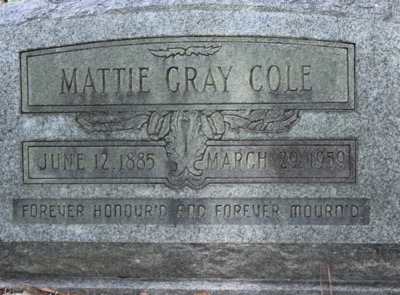 MATTIE GRAY COLE
JUNE 12, 1885 MARCH 29, 1959
FOREVER HONOUR'D AND FOREVER MOURN'D.